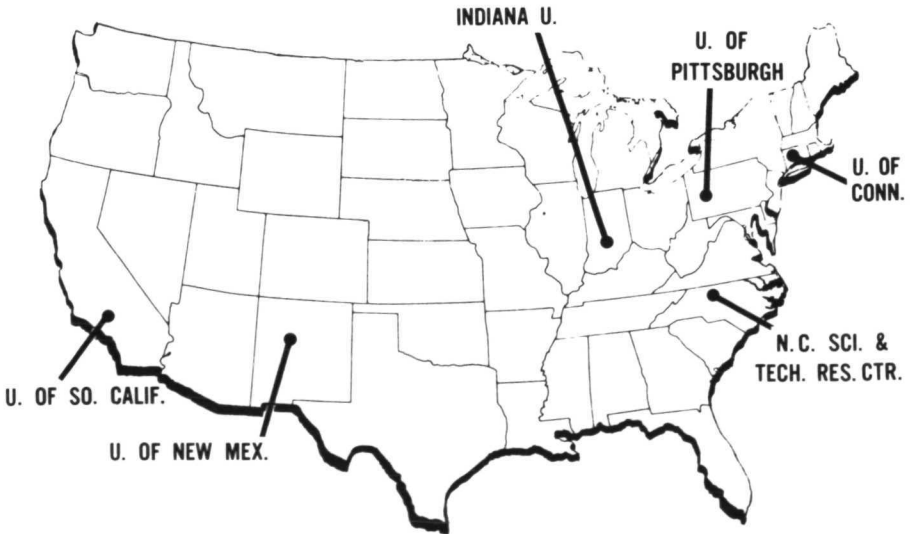 INDIANA U.
U. OF
PITTSBURGH
U. OF
CONN.
N.C. SCI. &
TECH. RES. CTR.
U. OF SO. CALIF.
U. OF NEW MEX.